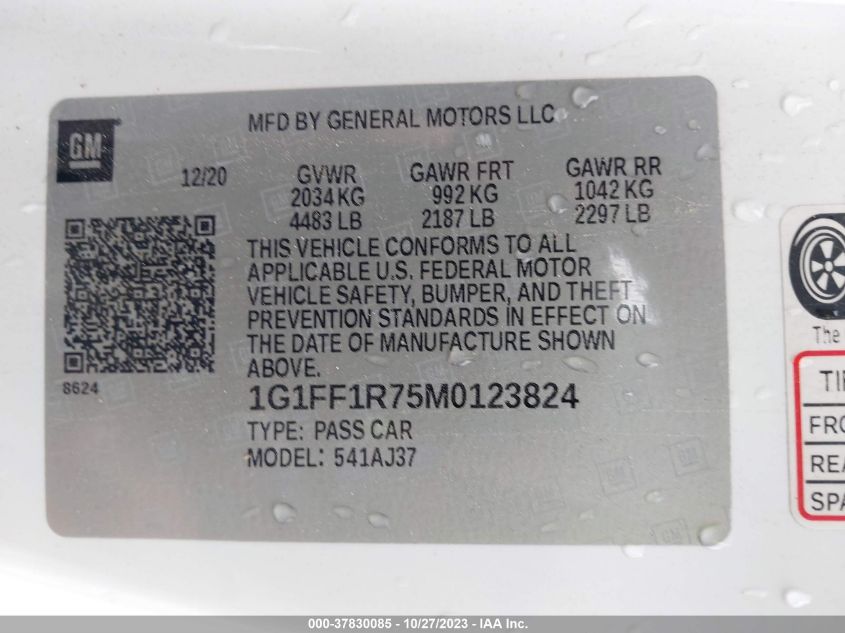 GM
MFD BY GENERAL MOTORS LLC
12/20
GVWR
2034 KG
4483 LB
GAWR FRT
992 KG
2187 LB
GAWR RR
1042 KG
2297 LB
THIS VEHICLE CONFORMS TO ALL
APPLICABLE U.S. FEDERAL MOTOR
VEHICLE SAFETY, BUMPER, AND THEFT
PREVENTION STANDARDS IN EFFECT ON
THE DATE OF MANUFACTURE SHOWN
ABOVE.
8624
1G1FF1R75M0123824
TYPE: PASS CAR
MODEL: 541AJ37
The
TI
FRO
REA
SPA
000-37830085 - 10/27/2023 - IAA Inc.